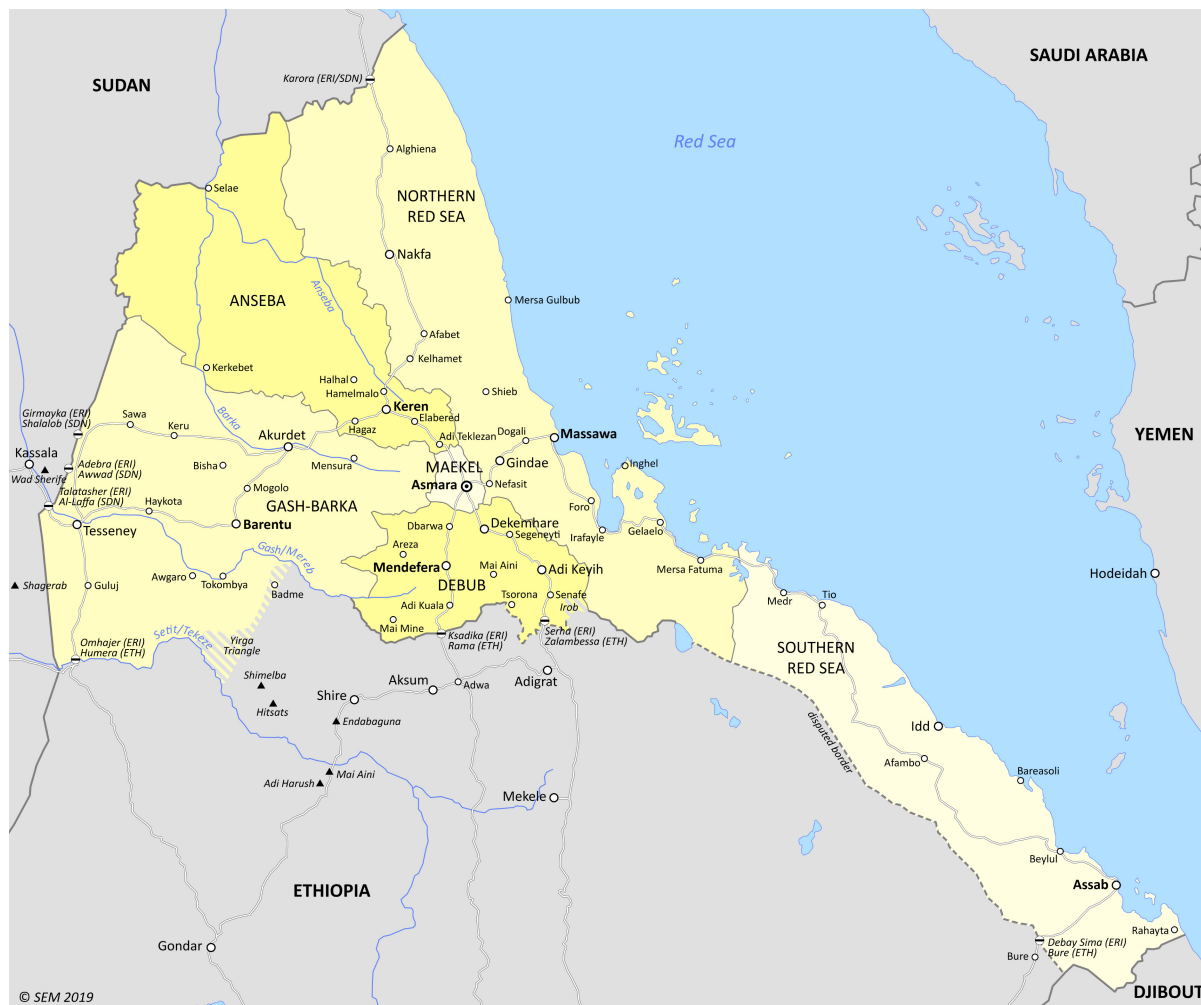 SUDAN
SAUDI ARABIA
Karora (ERI/SDN)
Red Sea
Alghiena
Selae
NORTHERN
RED SEA
Nakfa
ANSEBA
Anseba
Mersa Gulbub
Afabet
Kelhamet
Kerkebet
Halhal
Hamelmalo
Shieb
Keren
Elabered
Hagaz
Barka
Girmayka (ERI)
Shalalob (SDN)
Sawa
Keru
Akurdet
Adi Teklezan
Dogali
Massawa
YEMEN
Kassala
Wad Sherife
Adebra (ERI)
Awwad (SDN)
Bisha
Mensura
MAEKEL
Gindae
Inghel
Asmara
Nefasit
Talatasher (ERI)
Al-Laffa (SDN)
Mogolo
Haykota
GASH-BARKA
Foro
Tesseney
Barentu
Dbarwa
Dekemhare
Segeneyti
Irafayle
Gelaelo
Gash/Mereb
Areza
Mendefera
Mai Aini
Adi Keyih
Mersa Fatuma
Hodeidah
Shagerab
Guluj
Awgaro
Tokombya
Badme
DEBUB
Tsorona
Senafe
Irob
Medr
Tio
Adi Kuala
Mai Mine
Setit/Tekeze
Omhajer (ERI)
Humera (ETH)
Yirga
Triangle
Ksadika (ERI)
Rama (ETH)
Serha (ERI)
Zalambessa (ETH)
SOUTHERN
RED SEA
Shimelba
Hitsats
Shire
Aksum
Adwa
Adigrat
Endabaguna
disputed border
Idd
Afambo
Mai Aini
Adi Harush
Bareasoli
Mekele
Beylul
ETHIOPIA
Assab
Gondar
Rahayta
Debay Sima (ERI)
Bure (ETH)
Bure
DJIBOUT
© SEM 2019